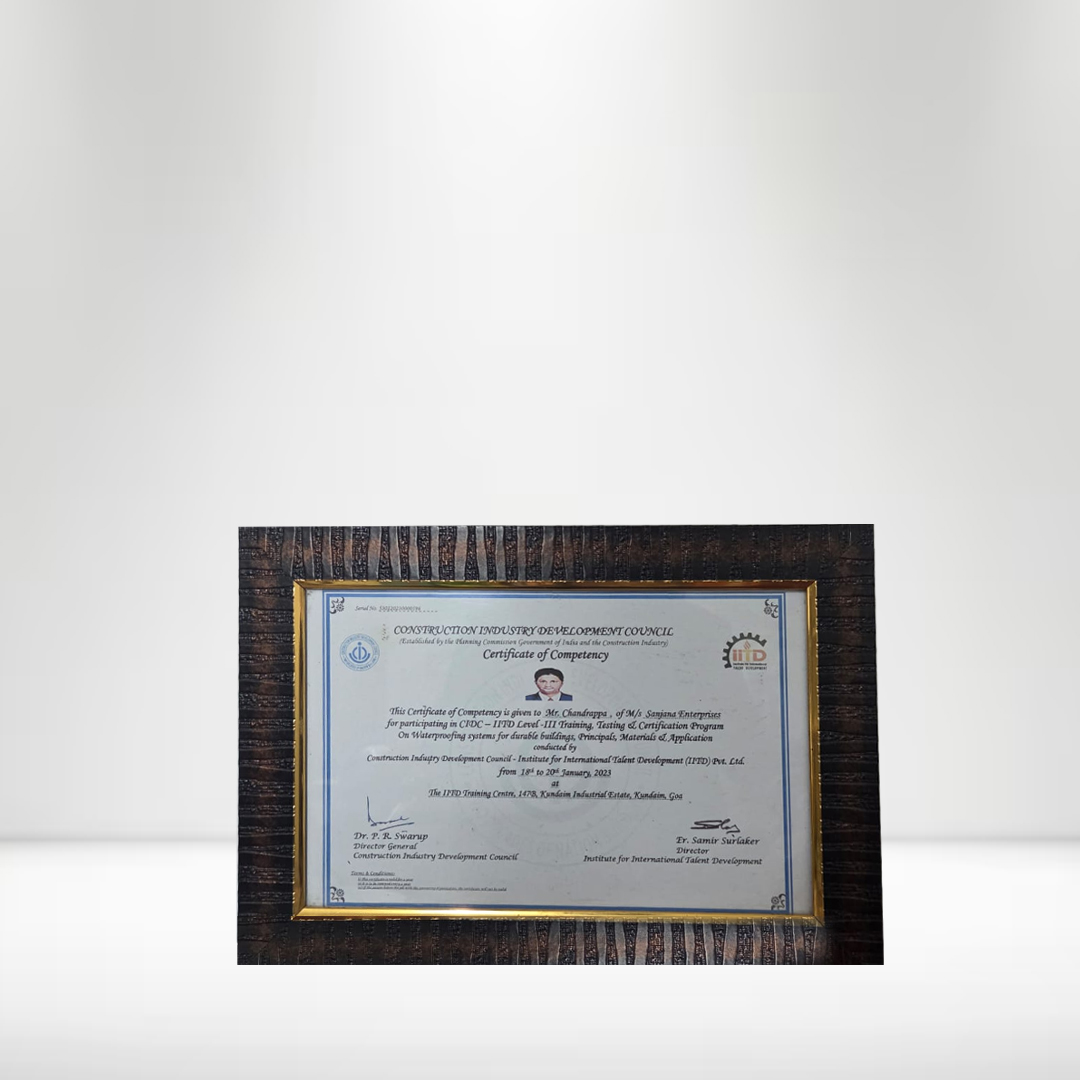 Serial No.
CONSTRUCTION INDUSTRY DEVELOPMENT COUNCIL
(Established by the Planning Commission Government of India and the Construction Industry)
Certificate of Competency
IITD
This Certificate of Competency is given to Mr. Chandrappa , of M/s Sanjana Enterprises
for participating in CIDC – IITD Level -III Training, Testing & Certification Program
On Waterproofing systems for durable buildings, Principals, Materials & Application
conducted by
Construction Industry Development Council - Institute for International Talent Development (IITD) Pvt. Ltd.
from 18th to 20th January, 2023
at
The IITD Training Centre, 147B, Kundaim Industrial Estate, Kundaim, Goa
Dr. P. R. Swarup
Director General
Construction Industry Development Council
Er. Samir Surlaker
Director
Institute for International Talent Development
Terms & Conditions: